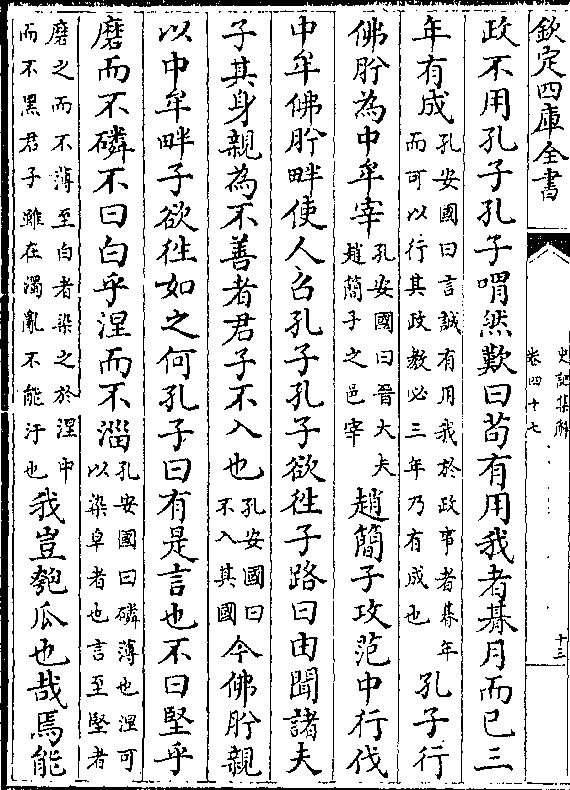 欽定四庫全書
史記集解
卷四十七
十三
政不用孔子孔子喟然歎曰苟有用我者朞月而已三
年有成孔安國曰言誠有用我於政事者朞年而可以行其政教必三年乃有成也孔子行
佛肸為中牟宰孔安國曰晉大夫趙簡子之邑宰趙簡子攻范中行伐
中牟佛肸畔使人召孔子孔子欲徃子路曰由聞諸夫
子其身親為不善者君子不入也孔安國曰不入其國今佛肸親
以中牟畔子欲徃如之何孔子曰有是言也不曰堅乎
磨而不磷不曰白乎涅而不淄孔安國曰磷薄也涅可以染皁者也言至堅者
磨之而不薄至白者染之於涅中而不黑君子雖在濁亂不能汙也我豈匏瓜也哉焉能